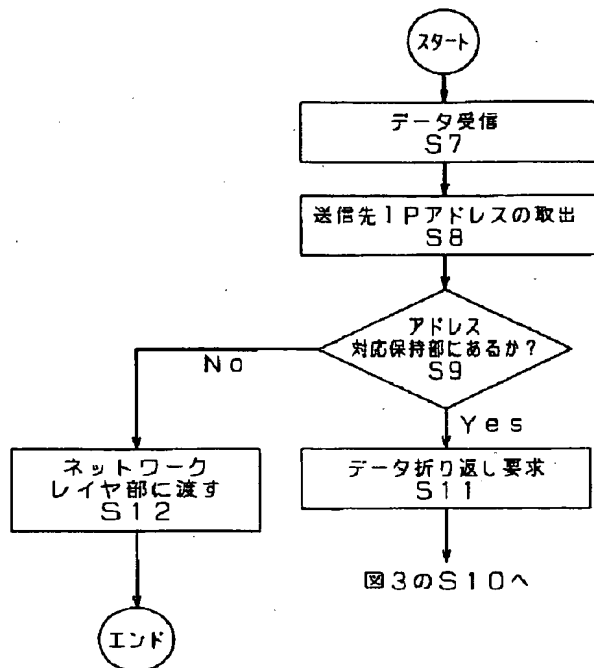 スタート
データ受信
S7
送信先IPアドレスの取出
S8
アドレス
対応保持部にあるか?
S9
No
Yes
ネットワーク
レイヤ部に渡す
S12
データ折り返し要求
S11
図3のS10へ
エンド